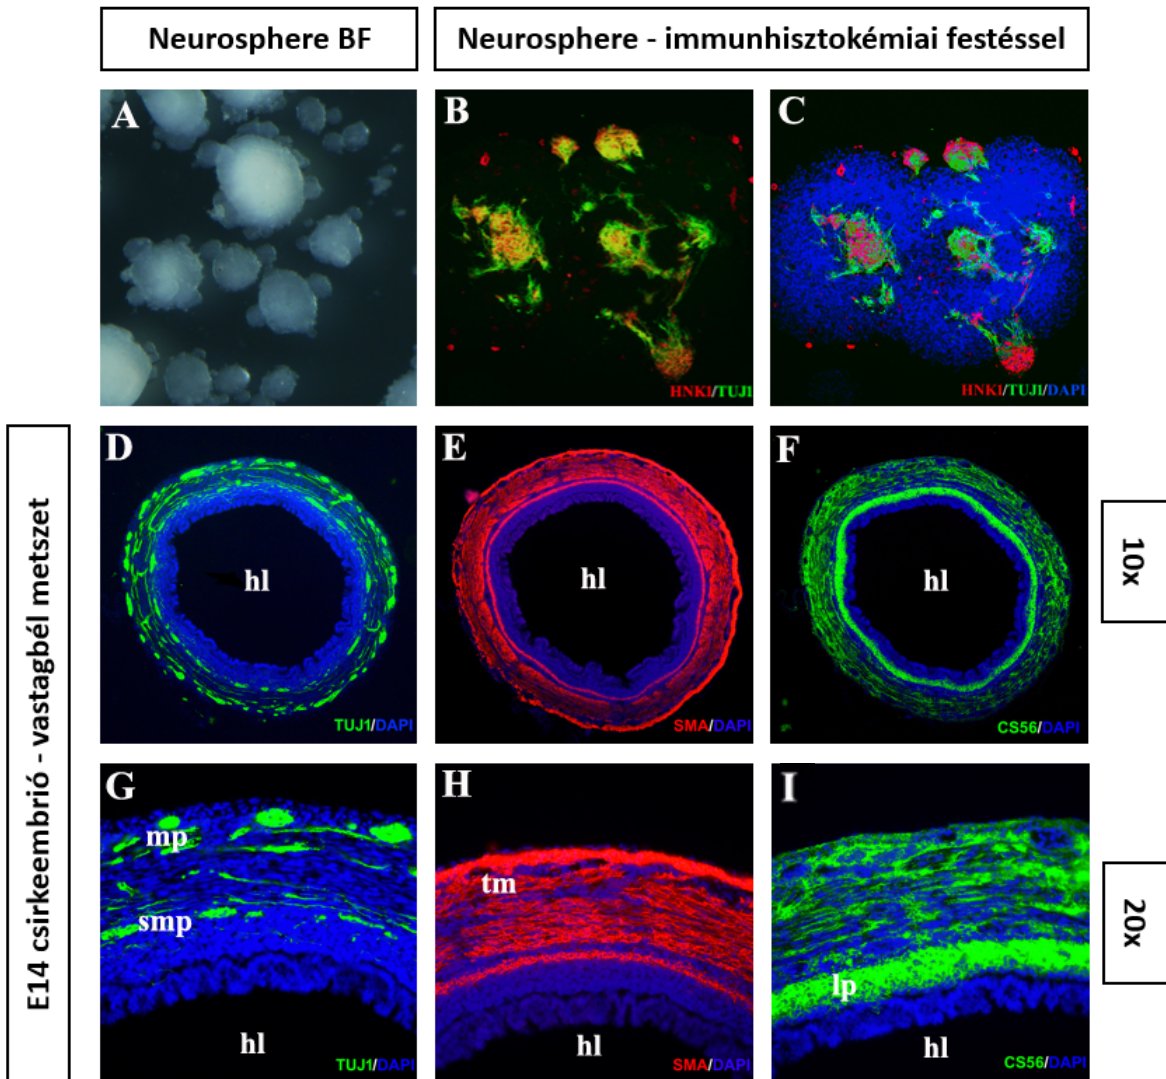 Neurosphere BF
Neurosphere - immunhisztokémiai festéssel
A
B
HNK1/TUJ1
C
HNK1/TUJ1/DAPI
E14 csirkeembrió - vastagbél metszet
D
hl
TUJ1/DAPI
E
hl
SMA/DAPI
F
hl
CS56/DAPI
10x
G
mp
smp
hl
TUJ1/DAPI
H
tm
hl
SMA/DAPI
I
lp
hl
CS56/DAPI
20x